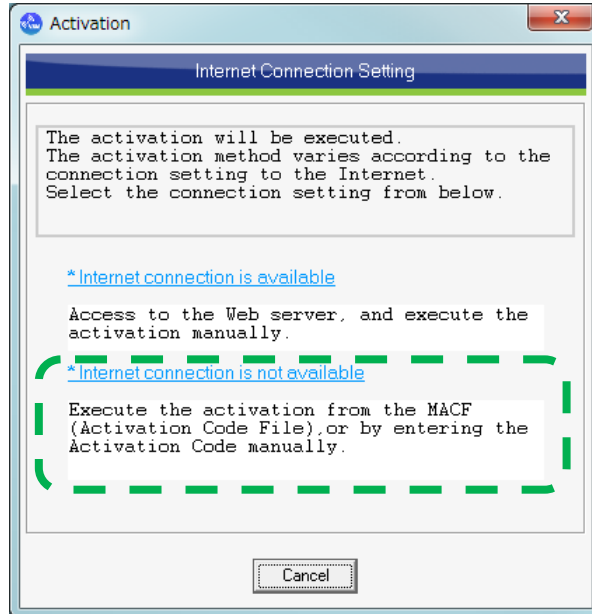 Activation
Internet Connection Setting
The activation will be executed.
The activation method varies according to the
connection setting to the Internet.
Select the connection setting from below.
* Internet connection is available
Access to the Web server, and execute the
activation manually.
* Internet connection is not available
Execute the activation from the MACF
(Activation Code File),or by entering the
Activation Code manually.
Cancel